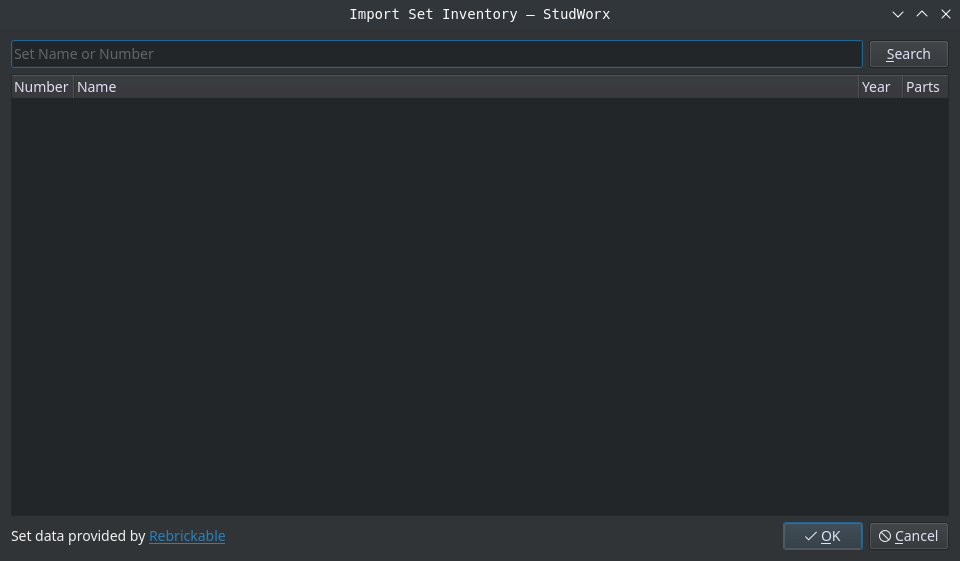 Import Set Inventory — StudWorx
Set Name or Number
Search
Number Name Year Parts
Set data provided by Rebrickable
OK
Cancel